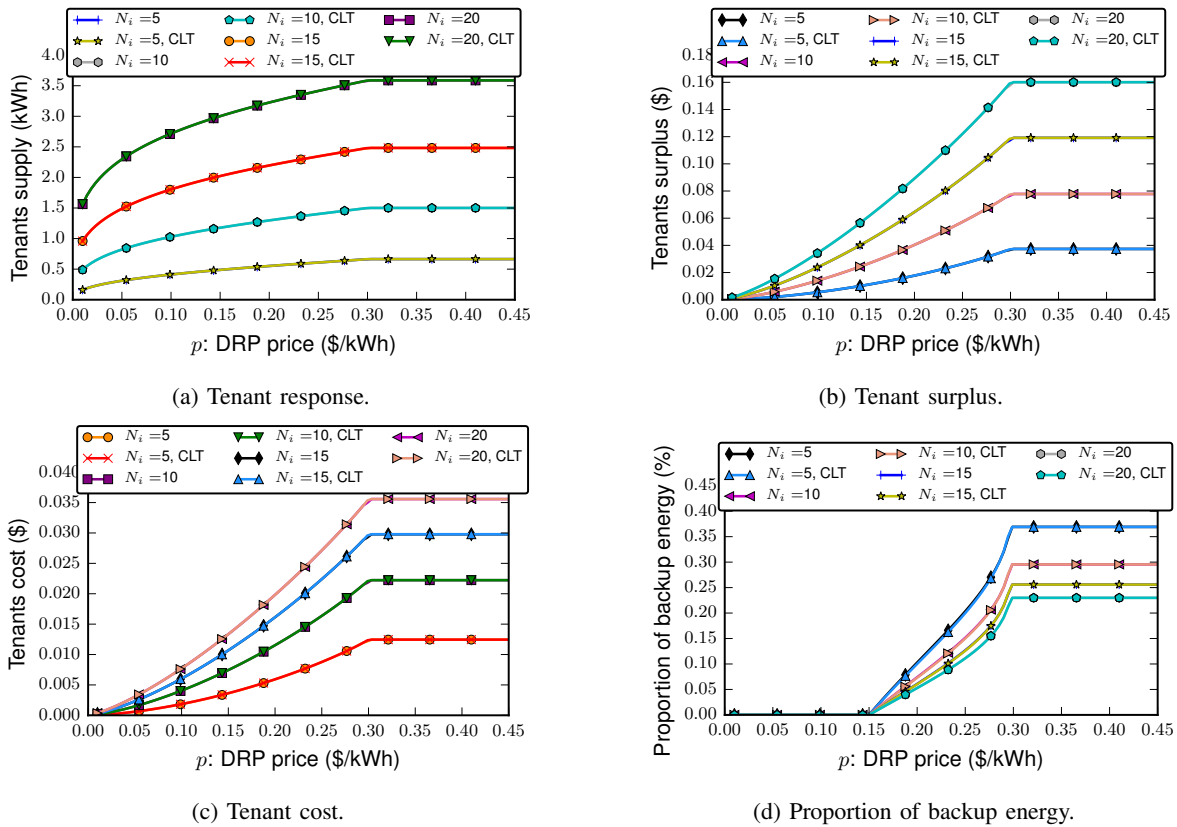 N_i =5
N_i =10, CLT
N_i =20
N_i =5, CLT
N_i =15
N_i =20, CLT
N_i =10
N_i =15, CLT
4.0
3.5
3.0
2.5
2.0
1.5
1.0
0.5
0.0
Tenants supply (kWh)
0.00 0.05 0.10 0.15 0.20 0.25 0.30 0.35 0.40 0.45
p: DRP price ($/kWh)
(a) Tenant response.
N_i =5
N_i =10, CLT
N_i =20
N_i =5, CLT
N_i =15
N_i =20, CLT
N_i =10
N_i =15, CLT
0.16
0.14
0.12
0.10
0.08
0.06
0.04
0.02
0.00
Tenants surplus ($)
0.00 0.05 0.10 0.15 0.20 0.25 0.30 0.35 0.40 0.45
p: DRP price ($/kWh)
(b) Tenant surplus.
N_i =5
N_i =10, CLT
N_i =20
N_i =5, CLT
N_i =15
N_i =20, CLT
N_i =10
N_i =15, CLT
0.040
0.035
0.030
0.025
0.020
0.015
0.010
0.005
0.000
Tenants cost ($)
0.00 0.05 0.10 0.15 0.20 0.25 0.30 0.35 0.40 0.45
p: DRP price ($/kWh)
(c) Tenant cost.
N_i =5
N_i =10, CLT
N_i =20
N_i =5, CLT
N_i =15
N_i =20, CLT
N_i =10
N_i =15, CLT
0.45
0.40
0.35
0.30
0.25
0.20
0.15
0.10
0.05
0.00
Proportion of backup energy (%)
0.00 0.05 0.10 0.15 0.20 0.25 0.30 0.35 0.40 0.45
p: DRP price ($/kWh)
(d) Proportion of backup energy.